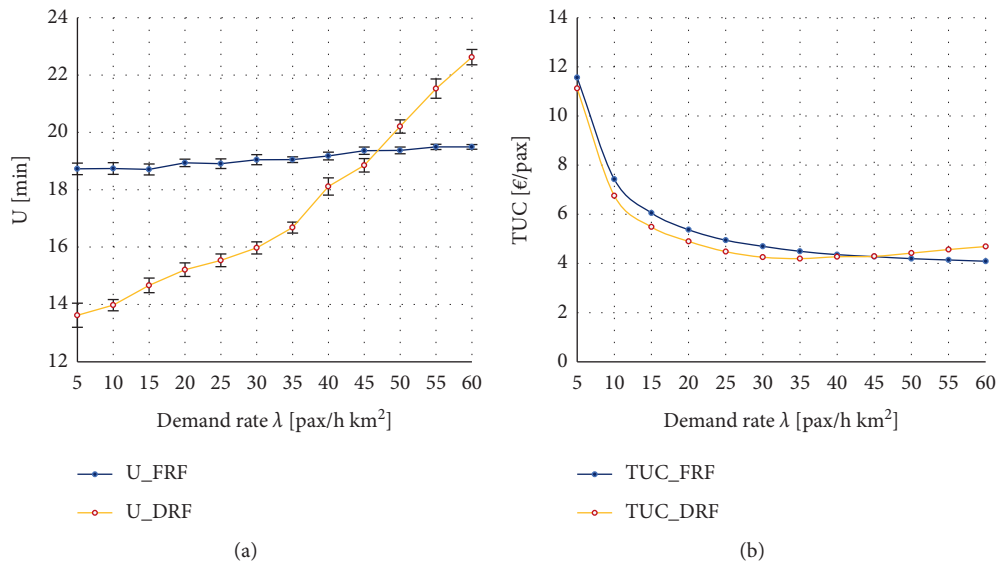 24
22
20
18
16
14
12
U [min]
5 10 15 20 25 30 35 40 45 50 55 60
Demand rate λ [pax/h km²]
U_FRF
U_DRF
(a)
14
12
10
8
6
4
2
0
TUC [€/pax]
5 10 15 20 25 30 35 40 45 50 55 60
Demand rate λ [pax/h km²]
TUC_FRF
TUC_DRF
(b)